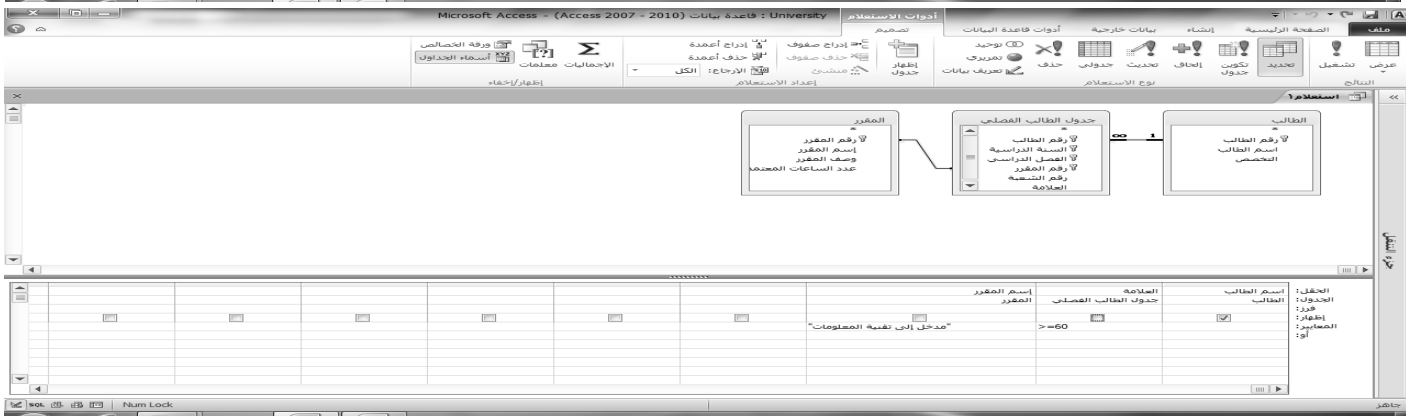 أدوات الاستعلام University : قاعدة بيانات (Access 2007 - 2010) - Microsoft Access
ملف الصفحة الرئيسية إنشاء بيانات خارجية أدوات قاعدة البيانات تصميم
عرض تشغيل تحديد تكوين جدول إلحاق تحديث جدولي حذف توحيد تمريري تعريف بيانات إظهار جدول إدراج صفوف حذف صفوف منشئ إدراج أعمدة حذف أعمدة الإرجاع: الكل الإجماليات معلمات ورقة الخصائص أسماء الجداول
النتائج نوع الاستعلام إعداد الاستعلام إظهار/إخفاء
استعلام١
الطالب جدول الطالب الفصلي المقرر
* * *
رقم الطالب رقم الطالب رقم المقرر
اسم الطالب السنة الدراسية إسم المقرر
التخصص الفصل الدراسي وصف المقرر
رقم المقرر عدد الساعات المعتمد
رقم الشعبة
العلامة
1 ∞
جزء التنقل
الحقل: اسم الطالب العلامة إسم المقرر
الجدول: الطالب جدول الطالب الفصلي المقرر
فرز:
إظهار:
المعايير: >=60 "مدخل إلى تقنية المعلومات"
أو:
جاهز Num Lock SQL